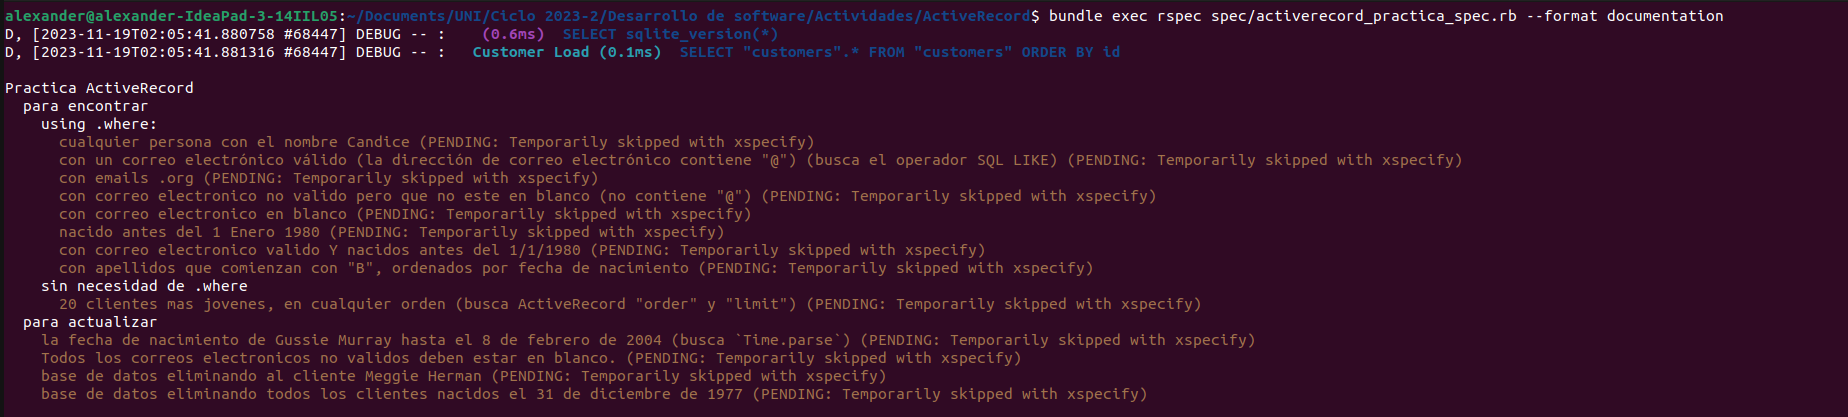 alexander@alexander-IdeaPad-3-14IIL05:~/Documents/UNI/Ciclo 2023-2/Desarrollo de software/Actividades/ActiveRecord$ bundle exec rspec spec/activerecord_practica_spec.rb --format documentation
D, [2023-11-19T02:05:41.880758 #68447] DEBUG -- :    (0.6ms)  SELECT sqlite_version(*)
D, [2023-11-19T02:05:41.881316 #68447] DEBUG -- :   Customer Load (0.1ms)  SELECT "customers".* FROM "customers" ORDER BY id
Practica ActiveRecord
  para encontrar
    using .where:
      cualquier persona con el nombre Candice (PENDING: Temporarily skipped with xspecify)
      con un correo electrónico válido (la dirección de correo electrónico contiene "@") (busca el operador SQL LIKE) (PENDING: Temporarily skipped with xspecify)
      con emails .org (PENDING: Temporarily skipped with xspecify)
      con correo electronico no valido pero que no este en blanco (no contiene "@") (PENDING: Temporarily skipped with xspecify)
      con correo electronico en blanco (PENDING: Temporarily skipped with xspecify)
      nacido antes del 1 Enero 1980 (PENDING: Temporarily skipped with xspecify)
      con correo electronico valido Y nacidos antes del 1/1/1980 (PENDING: Temporarily skipped with xspecify)
      con apellidos que comienzan con "B", ordenados por fecha de nacimiento (PENDING: Temporarily skipped with xspecify)
    sin necesidad de .where
      20 clientes mas jovenes, en cualquier orden (busca ActiveRecord "order" y "limit") (PENDING: Temporarily skipped with xspecify)
  para actualizar
    la fecha de nacimiento de Gussie Murray hasta el 8 de febrero de 2004 (busca `Time.parse`) (PENDING: Temporarily skipped with xspecify)
    Todos los correos electronicos no validos deben estar en blanco. (PENDING: Temporarily skipped with xspecify)
    base de datos eliminando al cliente Meggie Herman (PENDING: Temporarily skipped with xspecify)
    base de datos eliminando todos los clientes nacidos el 31 de diciembre de 1977 (PENDING: Temporarily skipped with xspecify)